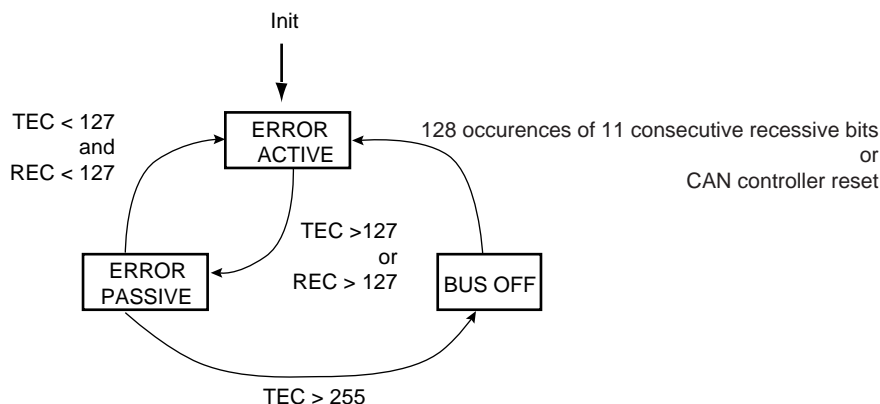 Init
TEC < 127
and
REC < 127
ERROR
ACTIVE
128 occurences of 11 consecutive recessive bits
or
CAN controller reset
TEC >127
or
REC > 127
ERROR
PASSIVE
BUS OFF
TEC > 255